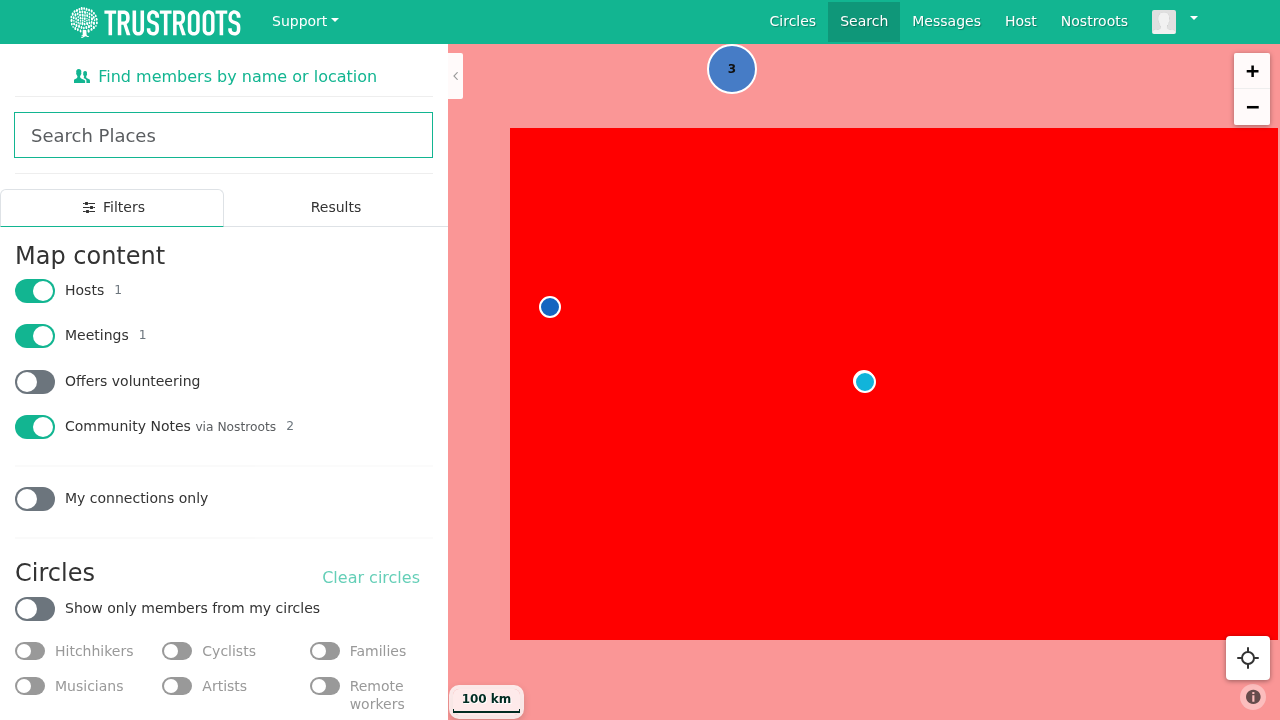 TRUSTROOTS
Support
Circles
Search
Messages
Host
Nostroots
Find members by name or location
Search Places
Filters
Results
Map content
Hosts 1
Meetings 1
Offers volunteering
Community Notes via Nostroots 2
My connections only
Circles
Clear circles
Show only members from my circles
Hitchhikers
Cyclists
Families
Musicians
Artists
Remote
workers
3
+
−
100 km